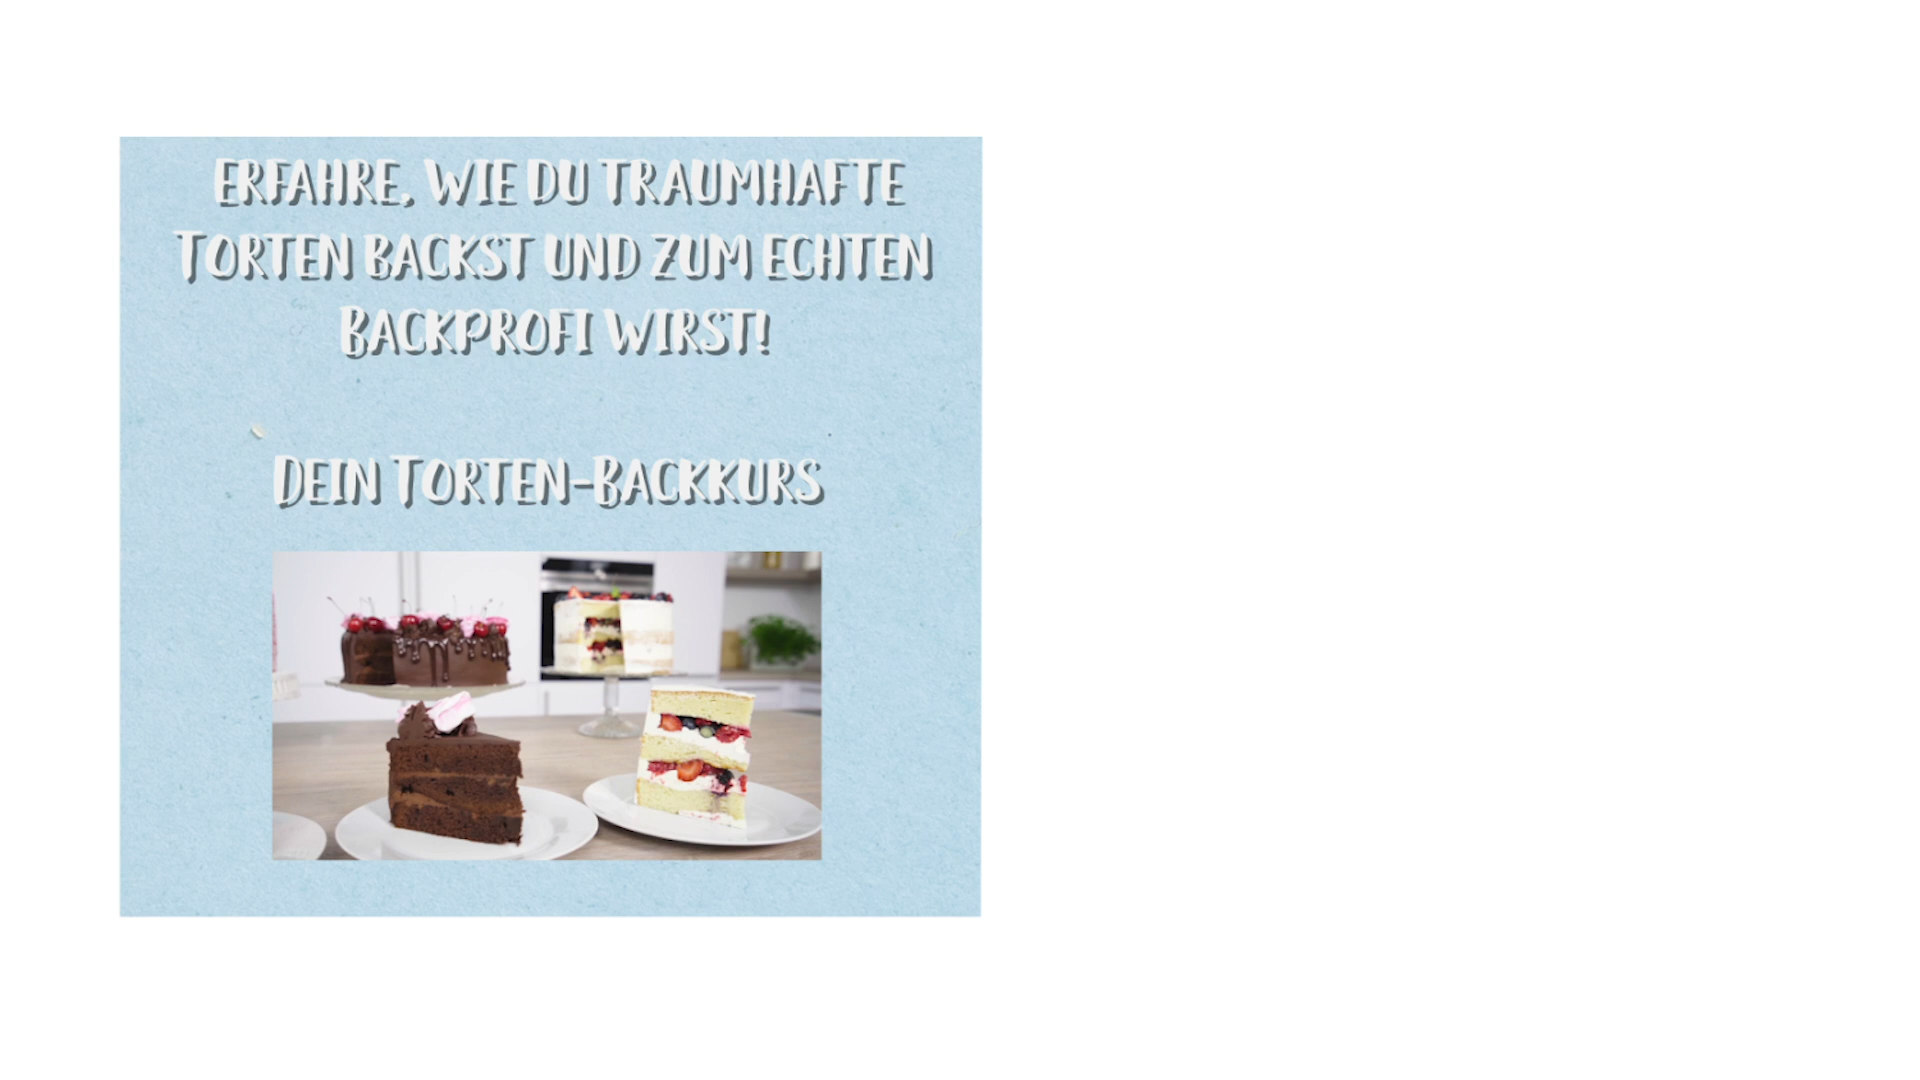 ERFAHRE, WIE DU TRAUMHAFTE
TORTEN BACKST UND ZUM ECHTEN
BACKPROFI WIRST!
DEIN TORTEN-BACKKURS